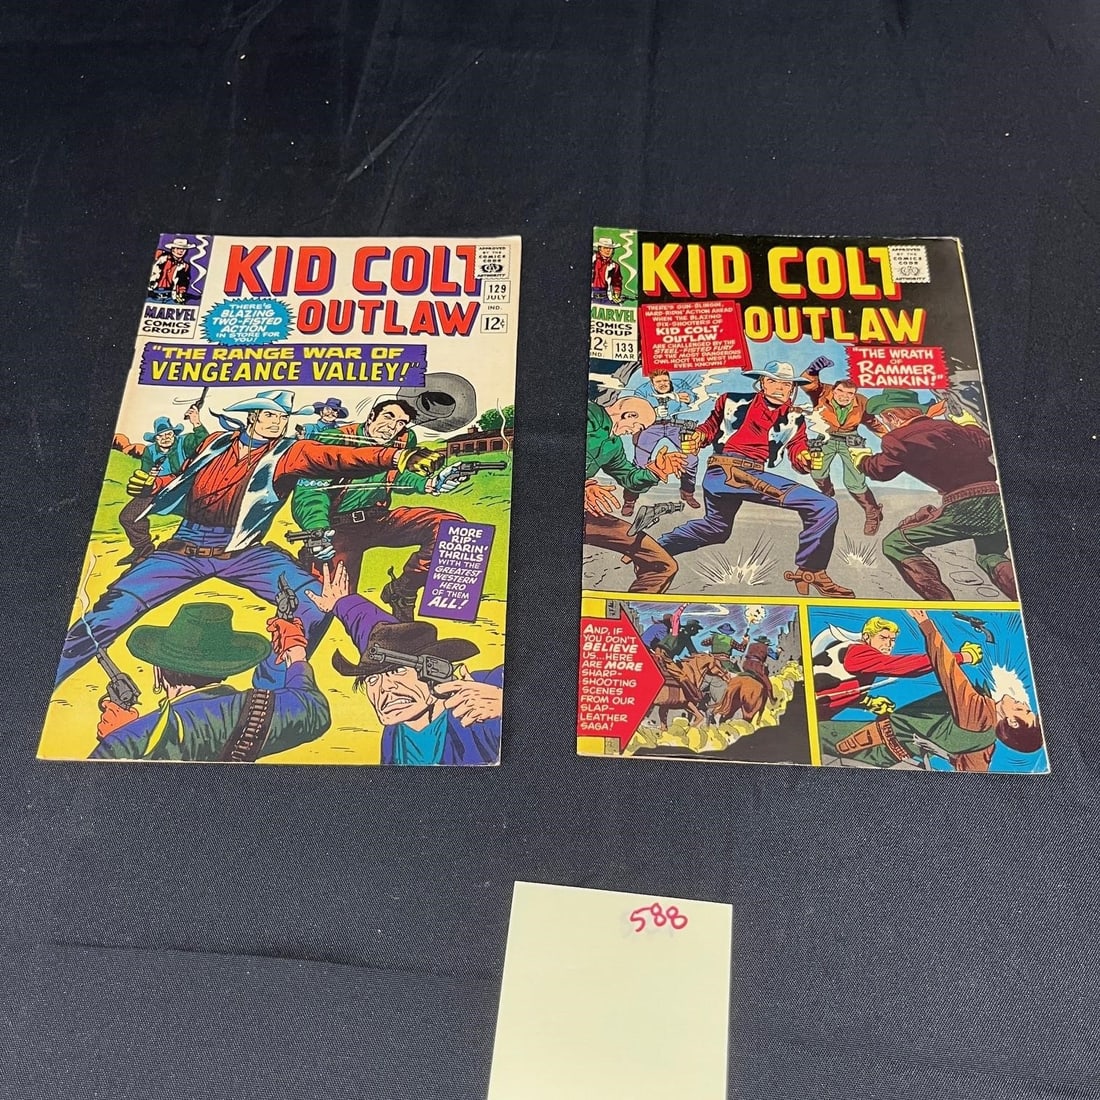 KID COLT
OUTLAW
APPROVED
BY THE
COMICS
CODE
AUTHORITY
129
JULY
IND.
12¢
MARVEL
COMICS
GROUP
THERE'S
BLAZING
TWO-FISTED
ACTION
IN STORE FOR
YOU!
"THE RANGE WAR OF
VENGEANCE VALLEY!"
MORE
RIP-
ROARIN'
THRILLS
WITH THE
GREATEST
WESTERN
HERO
OF THEM
ALL!
KID COLT
OUTLAW
APPROVED
BY THE
COMICS
CODE
AUTHORITY
MARVEL
COMICS
GROUP
2¢
133
IND.
MAR
THERE'S GUN-SLINGIN',
HARD-RIDIN' ACTION AHEAD
WHEN THE BLAZING
SIX-SHOOTERS OF
KID COLT,
OUTLAW
ARE CHALLENGED BY THE
STEEL-FISTED FURY
OF THE MOST DANGEROUS
OWL-HOOT THE WEST HAS
EVER KNOWN!
"THE WRATH
OF
RAMMER
RANKIN!"
AND, IF
YOU DON'T
BELIEVE
US...HERE
ARE MORE
SHARP-
SHOOTING
SCENES
FROM OUR
SLAP-
LEATHER
SAGA!
588